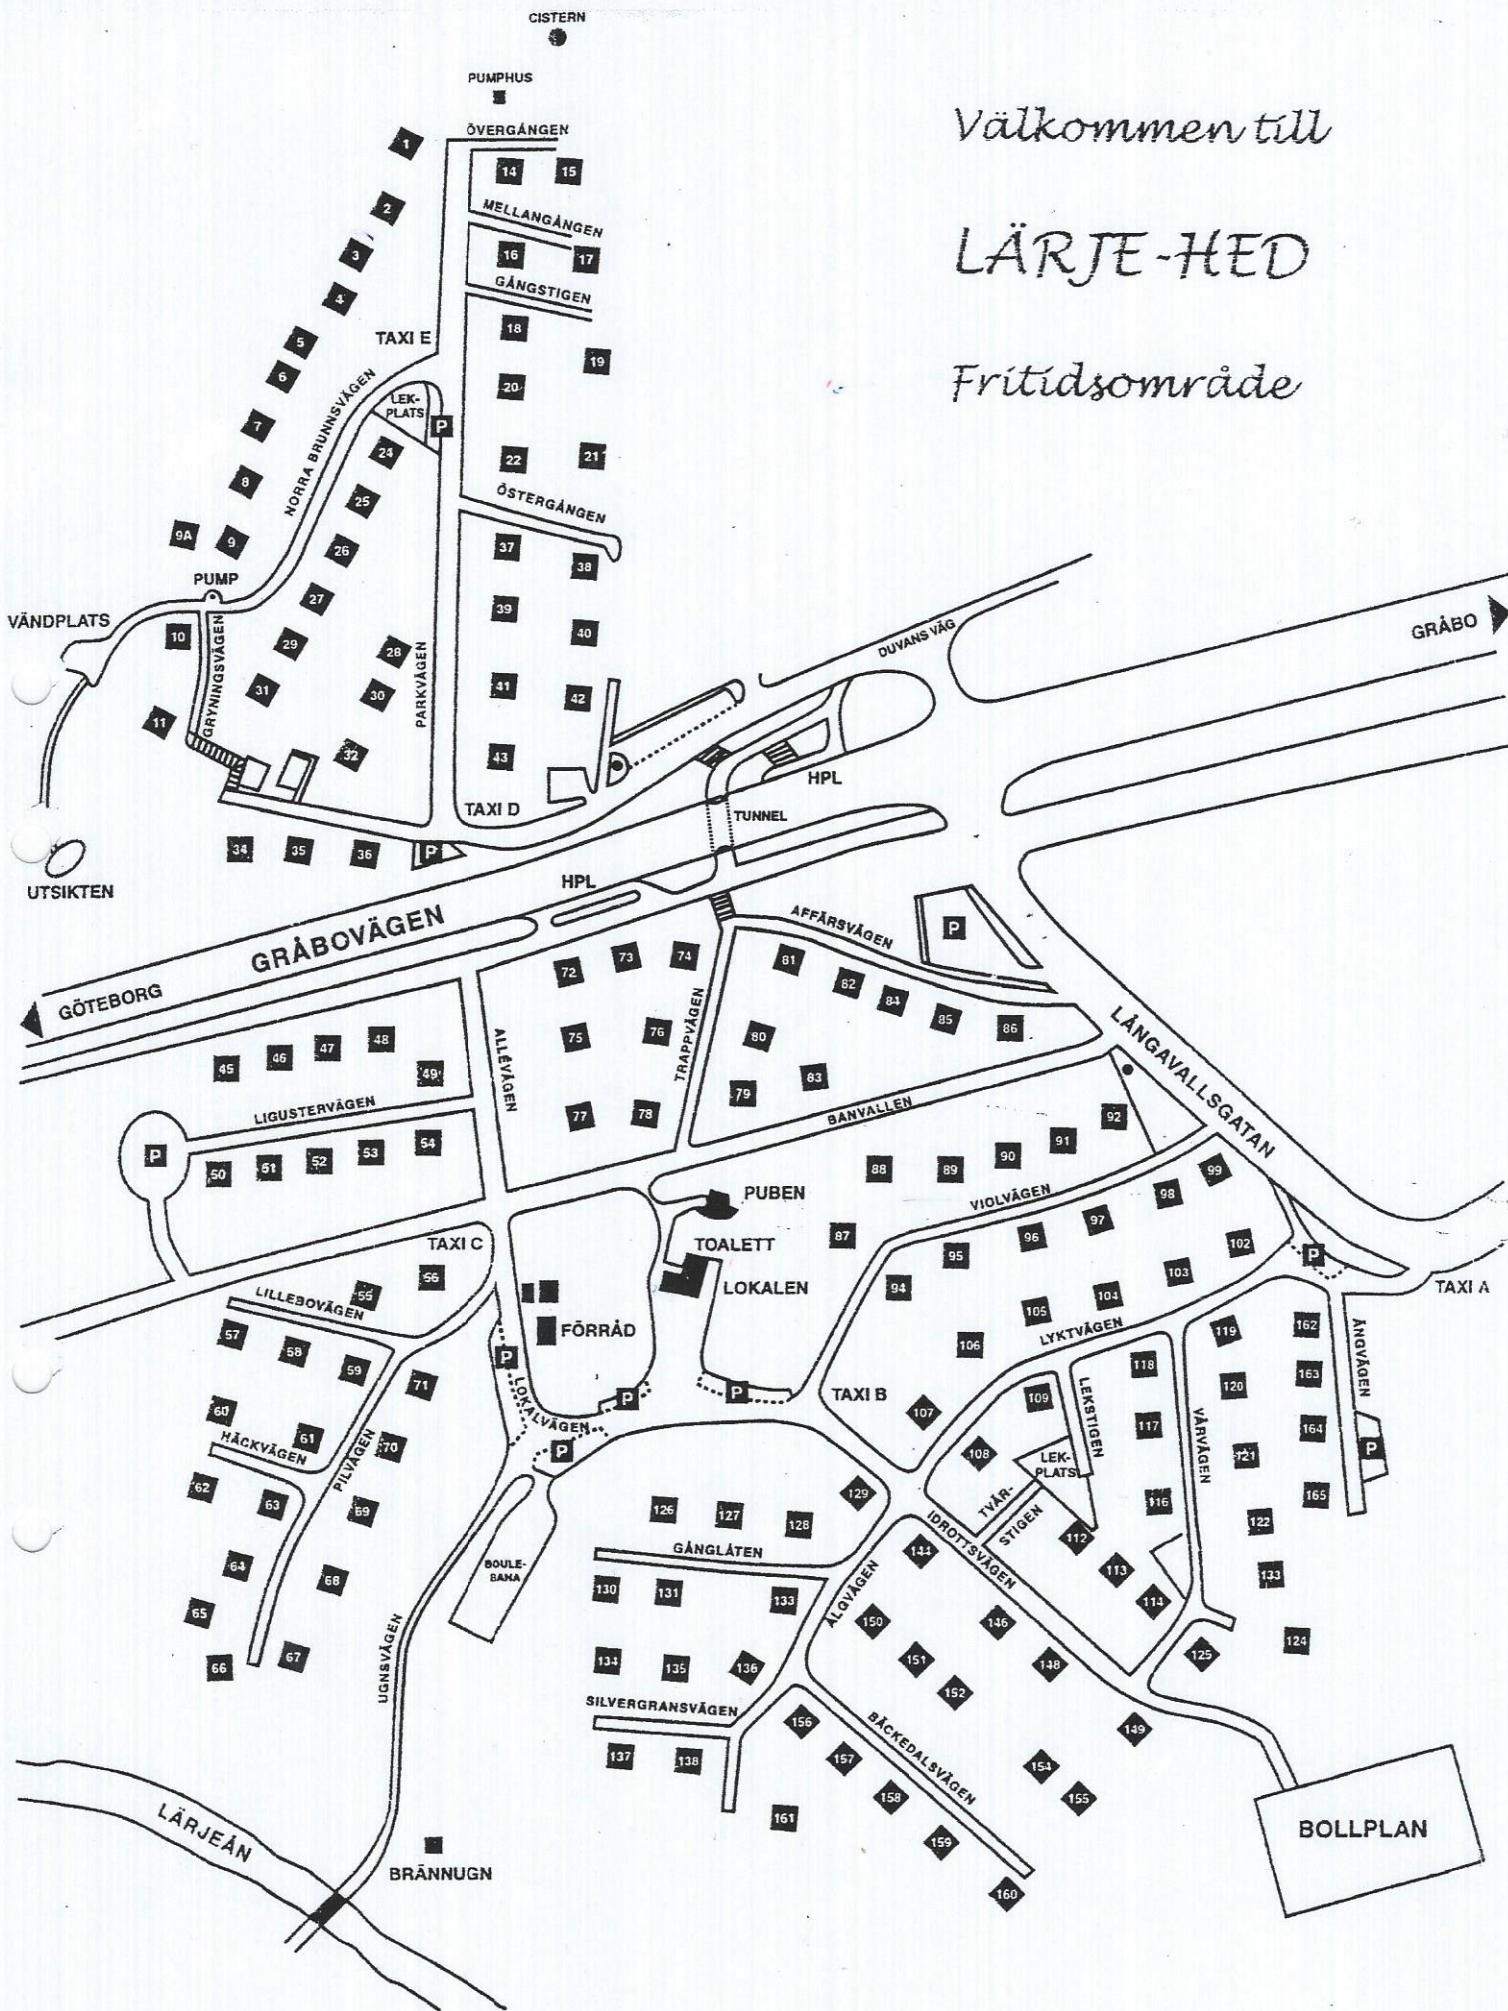 CISTERN
PUMPHUS
Välkommen till
LÄRJE-HED
Fritidsområde
ÖVERGÅNGEN
1
14
15
2
MELLANGÅNGEN
3
16
17
4
GÅNGSTIGEN
18
5
TAXI E
19
6
20
LEK-
PLATS
P
7
NORRA BRUNNSVÄGEN
24
22
21
8
25
ÖSTERGÅNGEN
9A
9
26
37
38
PUMP
27
39
VÄNDPLATS
10
GRYNINGSVÄGEN
29
28
PARKVÄGEN
40
DUVANS VÄG
GRÅBO
31
30
41
42
11
32
43
HPL
TAXI D
TUNNEL
34
35
36
P
UTSIKTEN
HPL
GRÅBOVÄGEN
AFFÄRSVÄGEN
P
GÖTEBORG
72
73
74
81
82
84
85
86
LÅNGAVALLSGATAN
45
46
47
48
49
ALLÉVÄGEN
75
76
TRAPPVÄGEN
80
83
79
77
78
BANVALLEN
92
LIGUSTERVÄGEN
P
50
51
52
53
54
88
89
90
91
99
PUBEN
VIOLVÄGEN
98
97
96
TAXI C
TOALETT
87
95
102
P
56
LOKALEN
94
103
TAXI A
55
LILLEBOVÄGEN
104
105
FÖRRÅD
LYKTVÄGEN
57
58
59
106
119
162
ÄNGVÄGEN
P
71
LOKALVÄGEN
P
P
TAXI B
118
120
163
60
107
109
LEKSTIGEN
VÅRVÄGEN
61
HÄCKVÄGEN
PILVÄGEN
70
P
108
LEK-
PLATS
117
121
164
P
62
63
69
126
127
128
129
TVÄR-
STIGEN
116
165
122
64
68
BOULE-
BANA
GÅNGLÅTEN
144
IDROTTSVÄGEN
112
113
133
65
130
131
133
ÄLGVÄGEN
150
146
114
66
67
UGNSVÄGEN
134
135
136
151
148
125
124
152
SILVERGRANSVÄGEN
156
BÄCKEDALSVÄGEN
149
137
138
157
154
158
155
161
159
BOLLPLAN
LÄRJEÅN
BRÄNNUGN
160